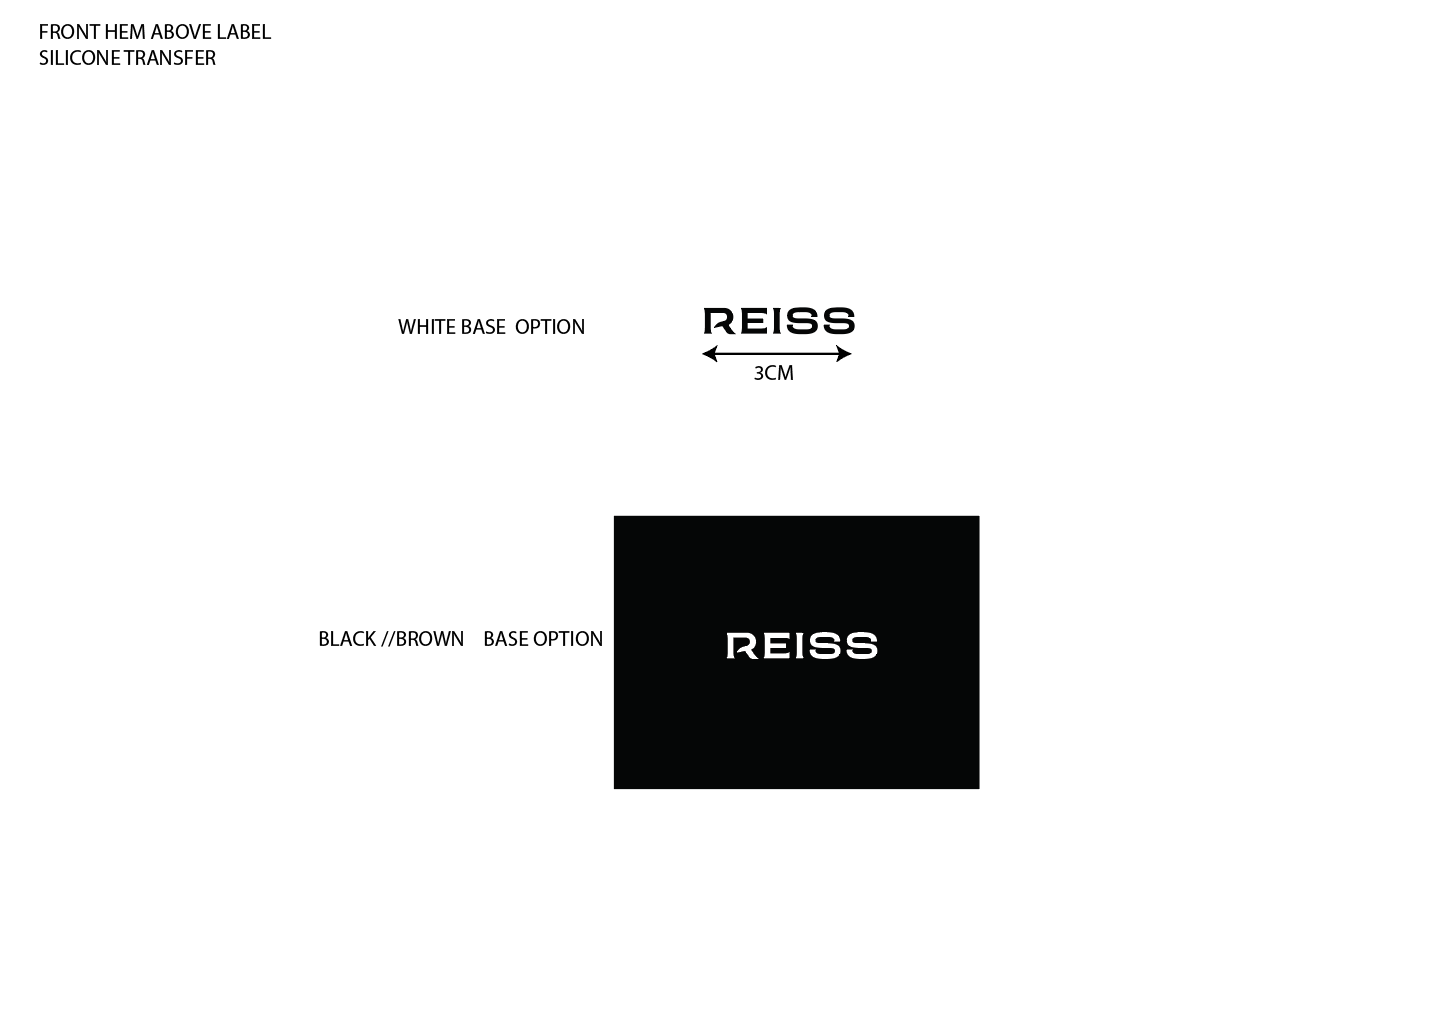 FRONT HEM ABOVE LABEL
SILICONE TRANSFER
WHITE BASE OPTION
REISS
3CM
BLACK //BROWN BASE OPTION
REISS